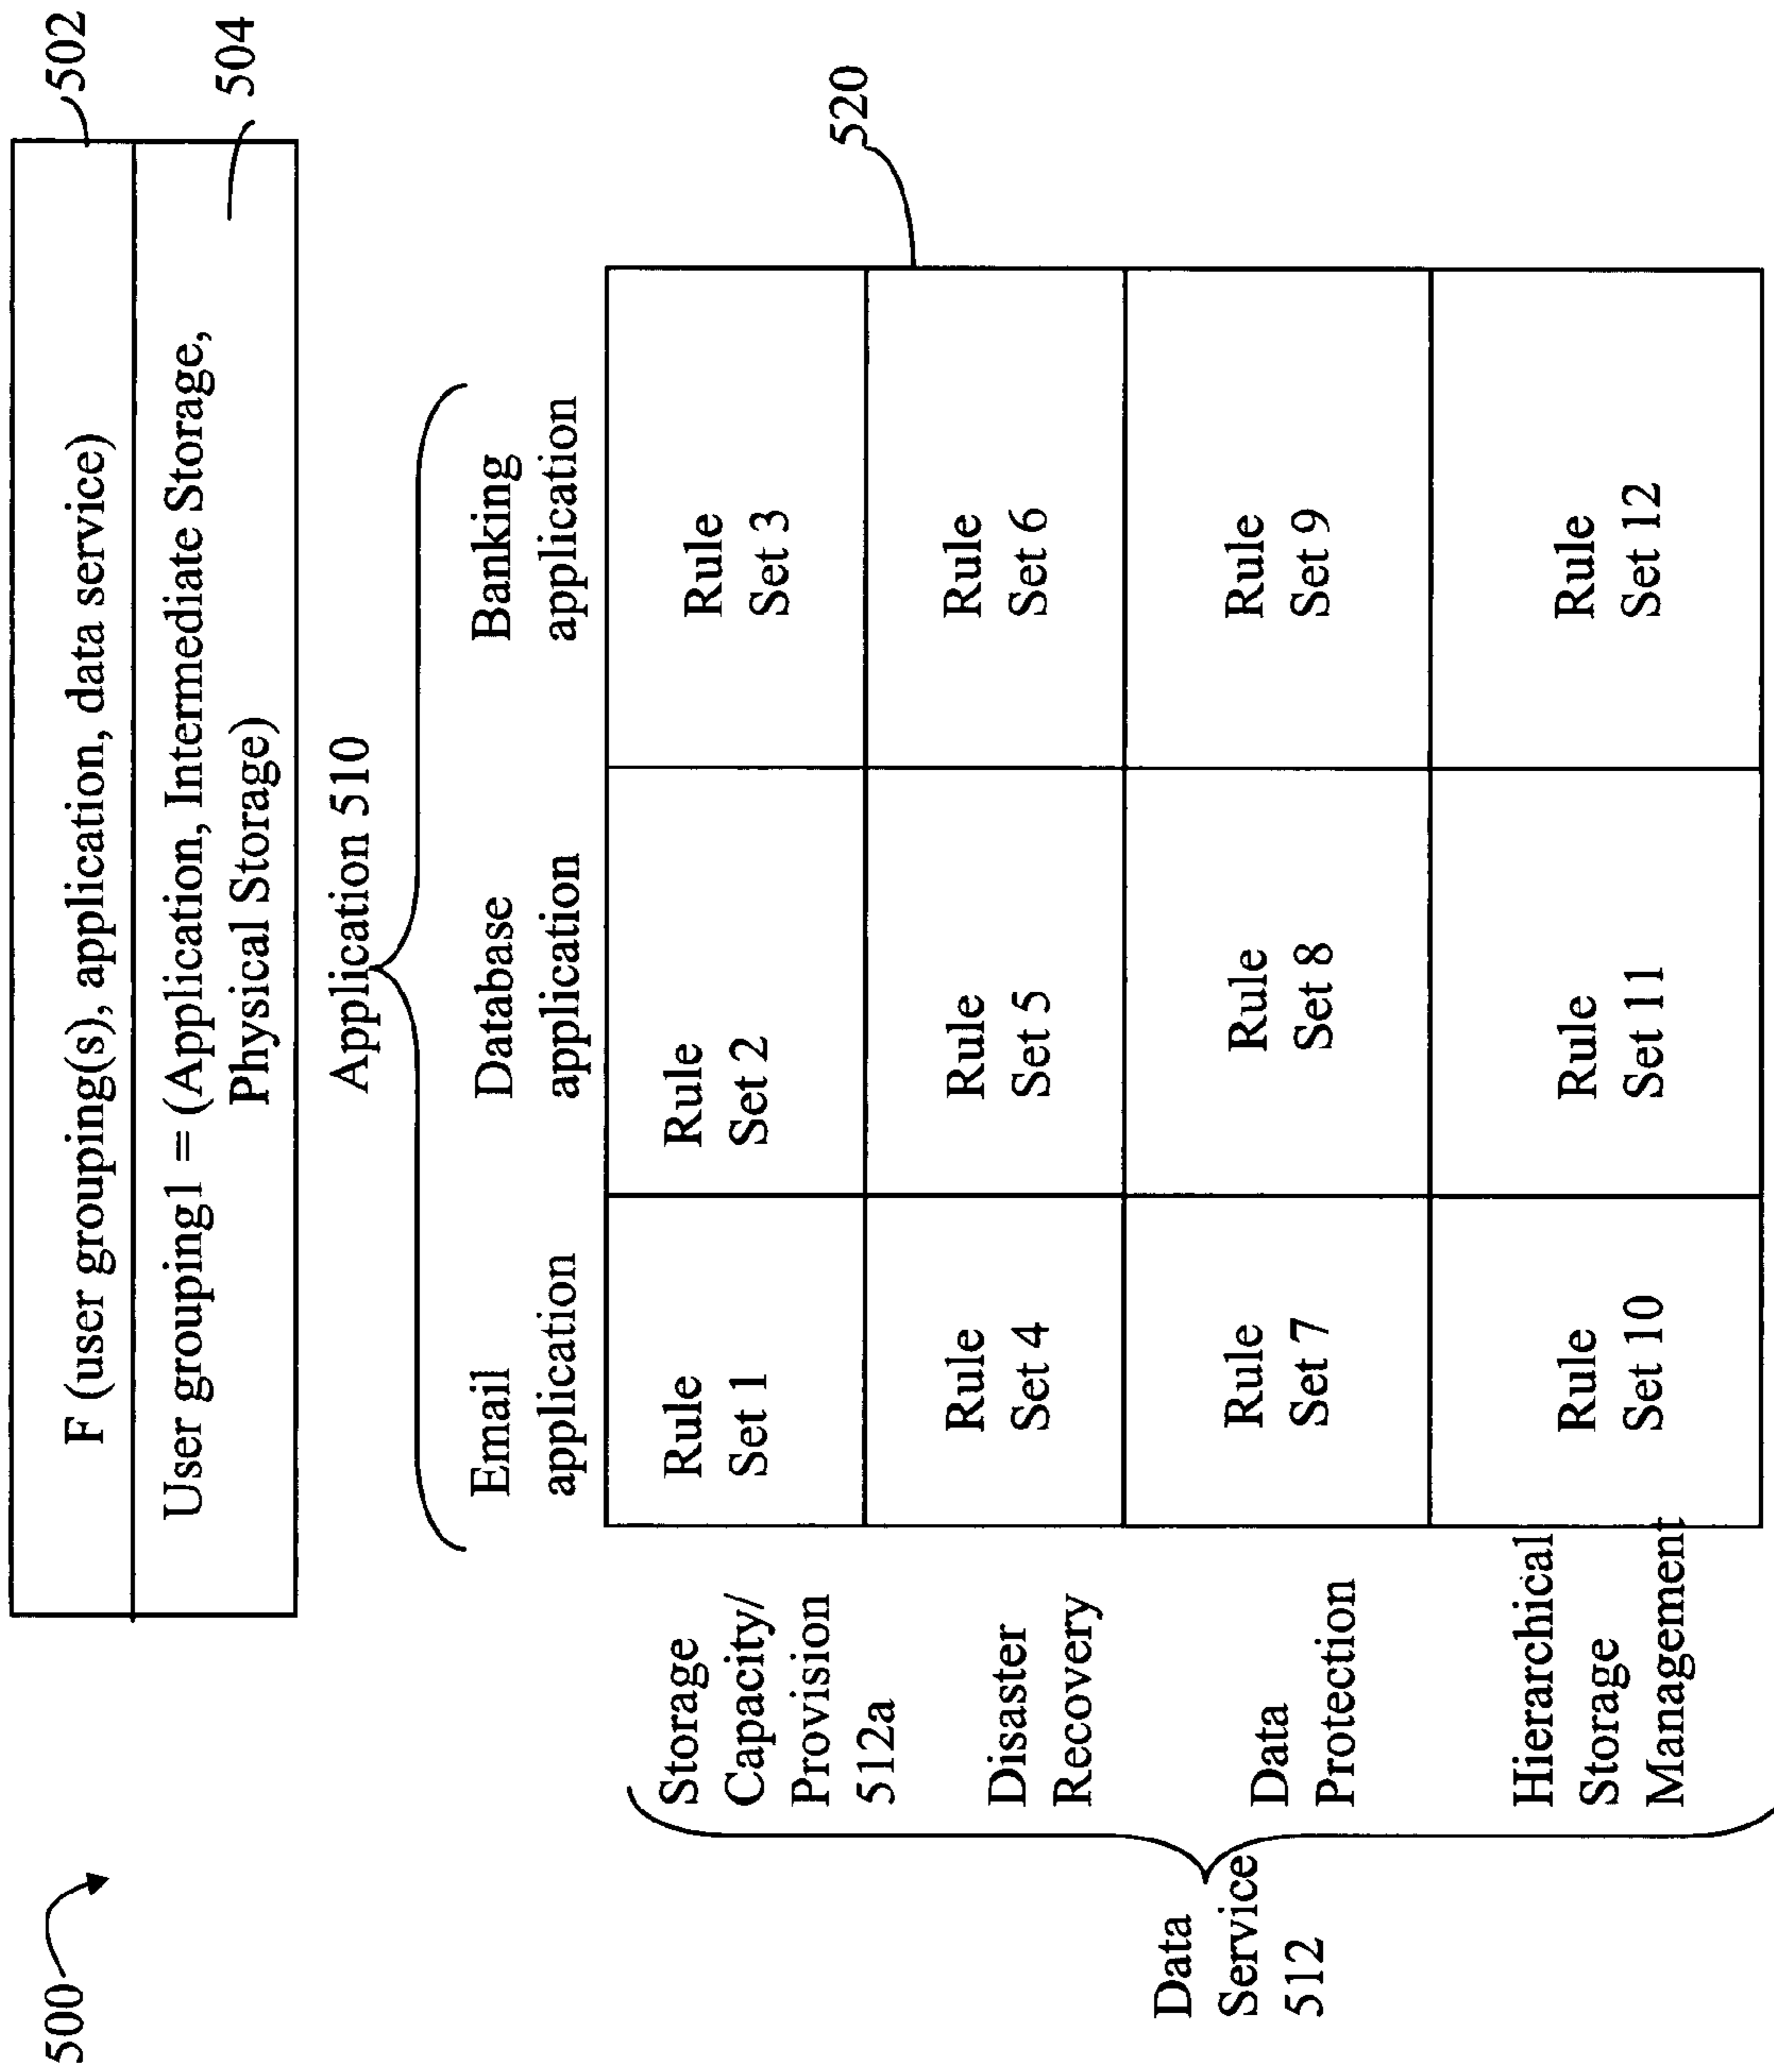 500
502
F (user grouping(s), application, data service)
504
User grouping1 = (Application, Intermediate Storage,
Physical Storage)
Application 510
Email
application
Database
application
Banking
application
520
Data
Service
512
Storage
Capacity/
Provision
512a
Rule
Set 1
Rule
Set 2
Rule
Set 3
Disaster
Recovery
Rule
Set 4
Rule
Set 5
Rule
Set 6
Data
Protection
Rule
Set 7
Rule
Set 8
Rule
Set 9
Hierarchical
Storage
Management
Rule
Set 10
Rule
Set 11
Rule
Set 12